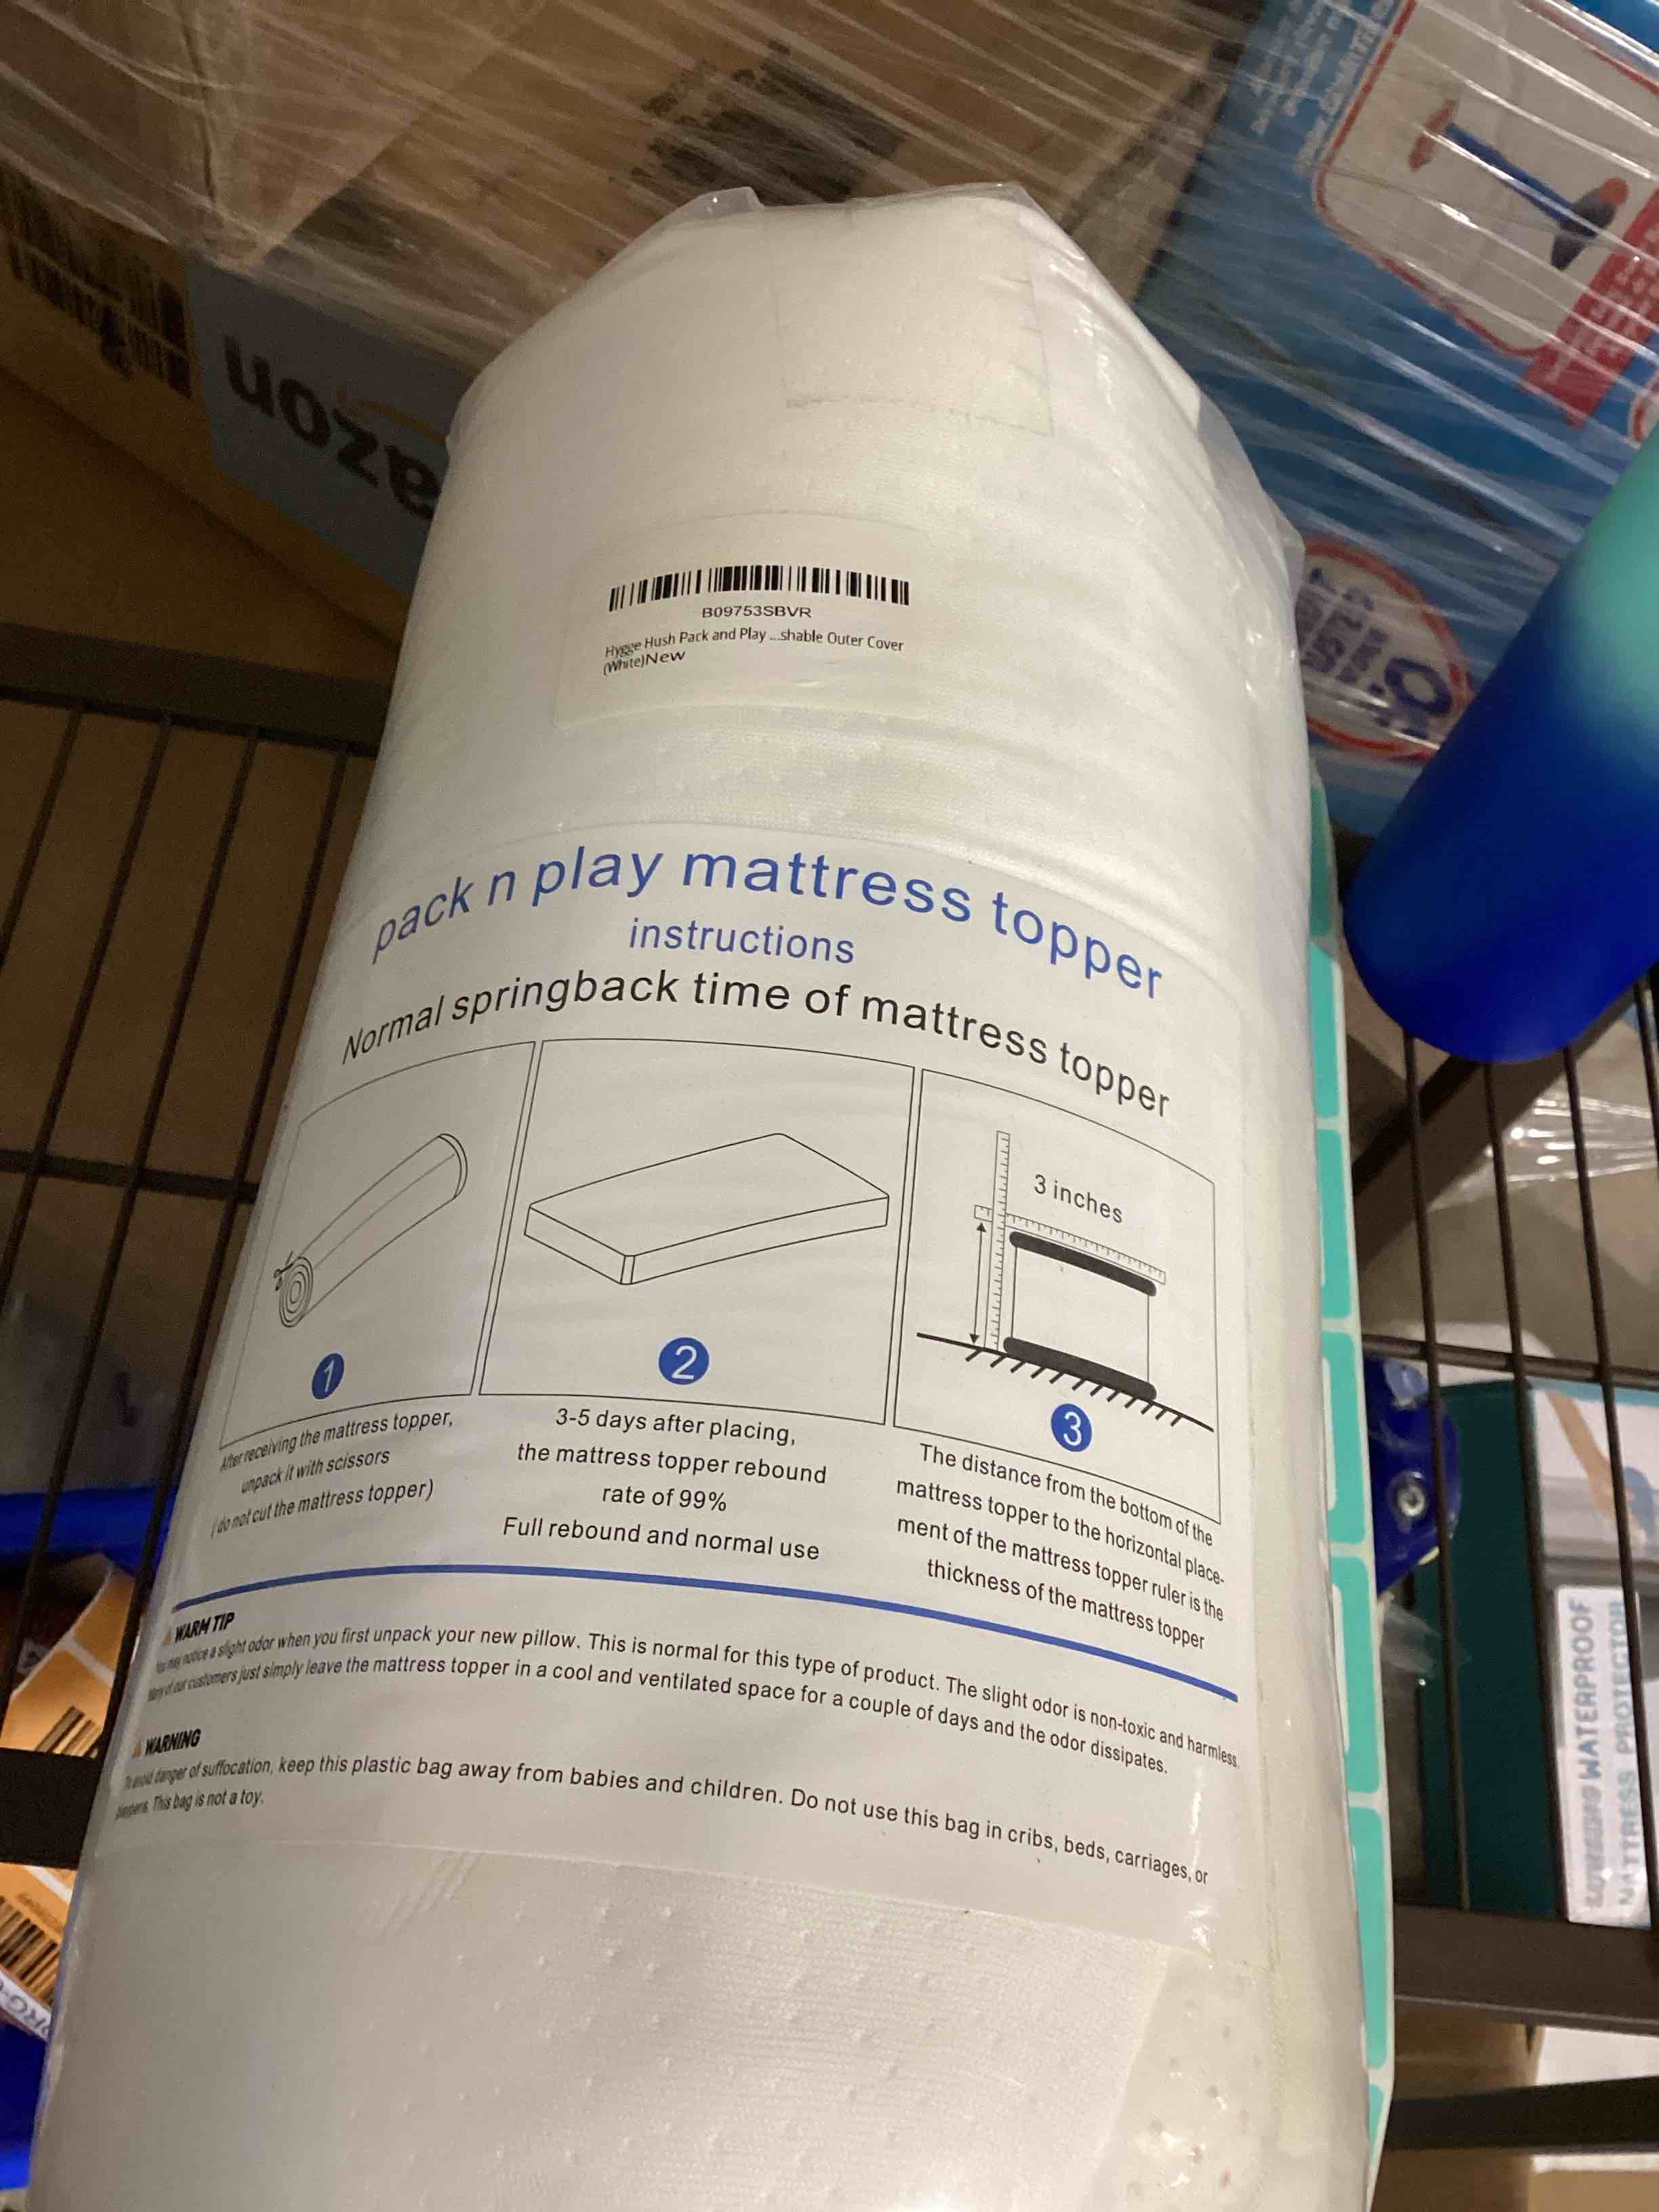 azon
B09753SBVR
Hygge Hush Pack and Play ...shable Outer Cover
(White)New
pack n play mattress topper
instructions
Normal springback time of mattress topper
3 inches
1
2
3
After receiving the mattress topper,
unpack it with scissors
(do not cut the mattress topper)
3-5 days after placing,
the mattress topper rebound
rate of 99%
Full rebound and normal use
The distance from the bottom of the
mattress topper to the horizontal place-
ment of the mattress topper ruler is the
thickness of the mattress topper
WARM TIP
You may notice a slight odor when you first unpack your new pillow. This is normal for this type of product. The slight odor is non-toxic and harmless.
Many of our customers just simply leave the mattress topper in a cool and ventilated space for a couple of days and the odor dissipates.
WARNING
To avoid danger of suffocation, keep this plastic bag away from babies and children. Do not use this bag in cribs, beds, carriages, or
This bag is not a toy.
WATERPROOF
MATTRESS PROTECTOR